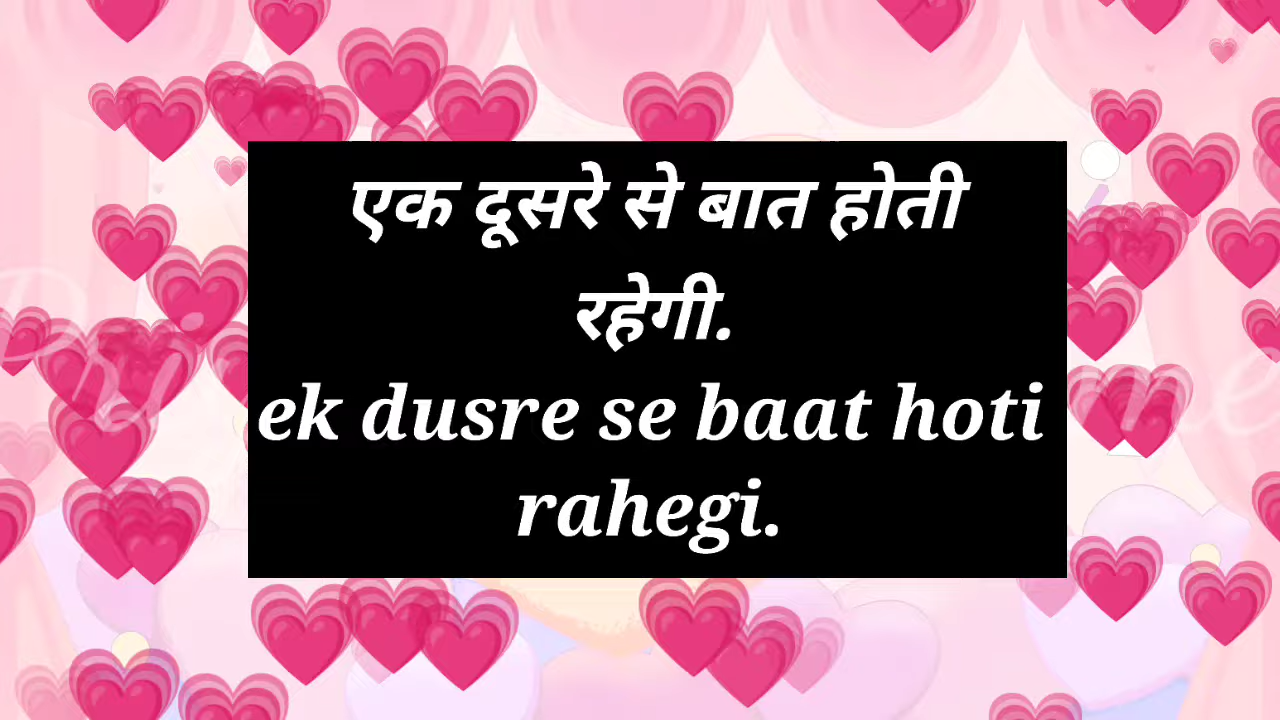 एक दूसरे से बात होती
रहेगी.
ek dusre se baat hoti
rahegi.